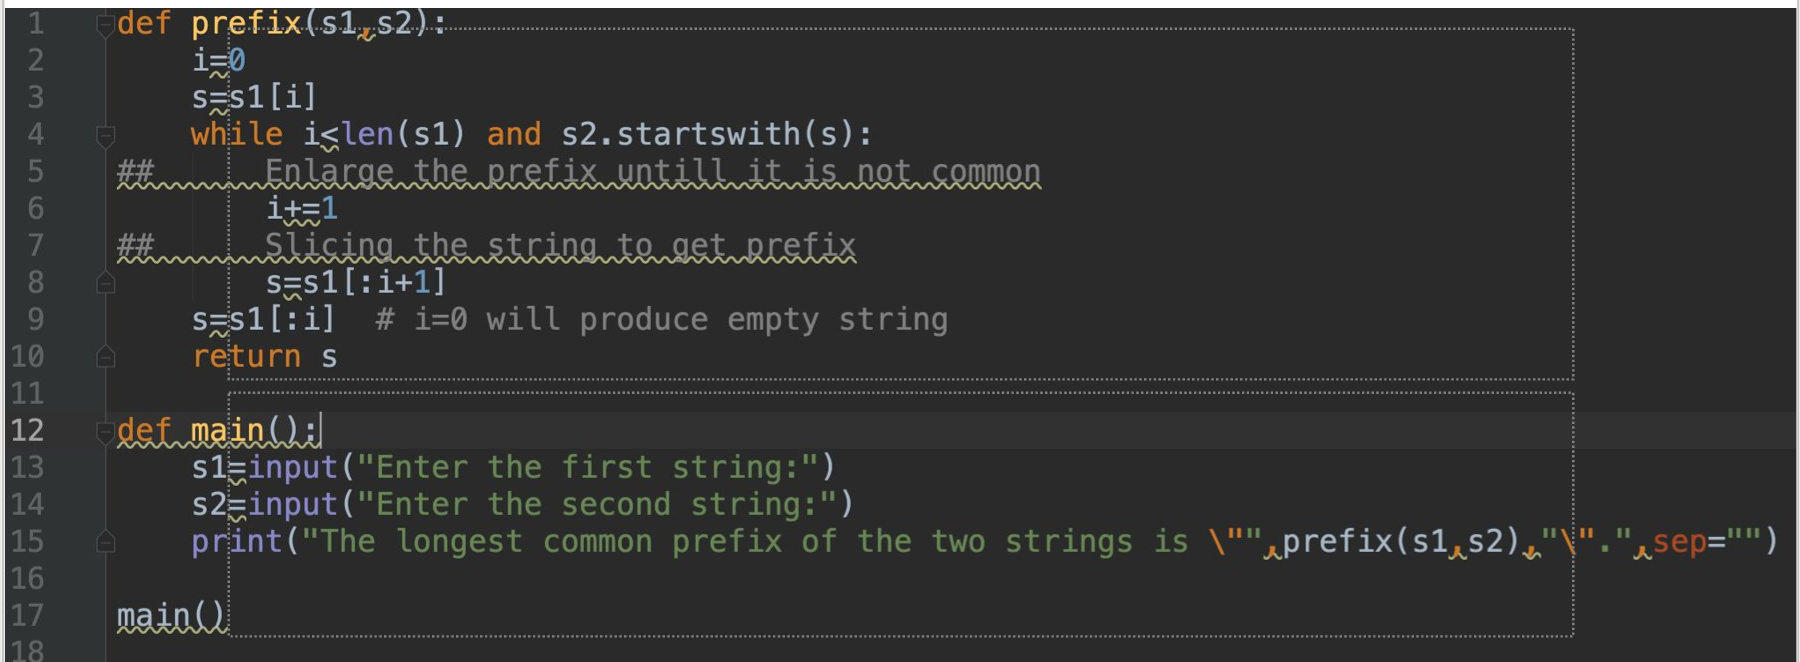 1 def prefix(s1,s2):
2     i=0
3     s=s1[i]
4     while i<len(s1) and s2.startswith(s):
5 ##      Enlarge the prefix untill it is not common
6         i+=1
7 ##      Slicing the string to get prefix
8         s=s1[:i+1]
9     s=s1[:i]  # i=0 will produce empty string
10     return s
11
12 def main():
13     s1=input("Enter the first string:")
14     s2=input("Enter the second string:")
15     print("The longest common prefix of the two strings is \"",prefix(s1,s2),"\".",sep="")
16
17 main()
18